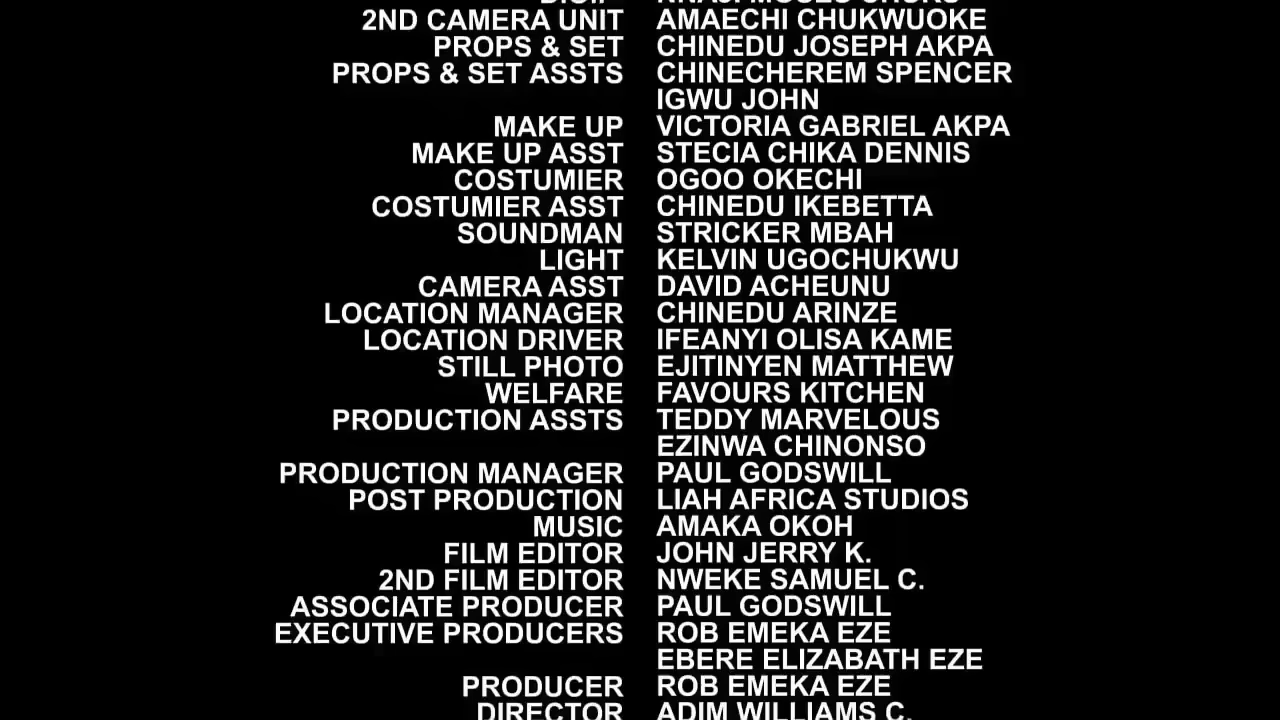 2ND CAMERA UNIT AMAECHI CHUKWUOKE
PROPS & SET CHINEDU JOSEPH AKPA
PROPS & SET ASSTS CHINECHEREM SPENCER
IGWU JOHN
MAKE UP VICTORIA GABRIEL AKPA
MAKE UP ASST STECIA CHIKA DENNIS
COSTUMIER OGOO OKECHI
COSTUMIER ASST CHINEDU IKEBETTA
SOUNDMAN STRICKER MBAH
LIGHT KELVIN UGOCHUKWU
CAMERA ASST DAVID ACHEUNU
LOCATION MANAGER CHINEDU ARINZE
LOCATION DRIVER IFEANYI OLISA KAME
STILL PHOTO EJITINYEN MATTHEW
WELFARE FAVOURS KITCHEN
PRODUCTION ASSTS TEDDY MARVELOUS
EZINWA CHINONSO
PRODUCTION MANAGER PAUL GODSWILL
POST PRODUCTION LIAH AFRICA STUDIOS
MUSIC AMAKA OKOH
FILM EDITOR JOHN JERRY K.
2ND FILM EDITOR NWEKE SAMUEL C.
ASSOCIATE PRODUCER PAUL GODSWILL
EXECUTIVE PRODUCERS ROB EMEKA EZE
EBERE ELIZABATH EZE
PRODUCER ROB EMEKA EZE
DIRECTOR ADIM WILLIAMS C.